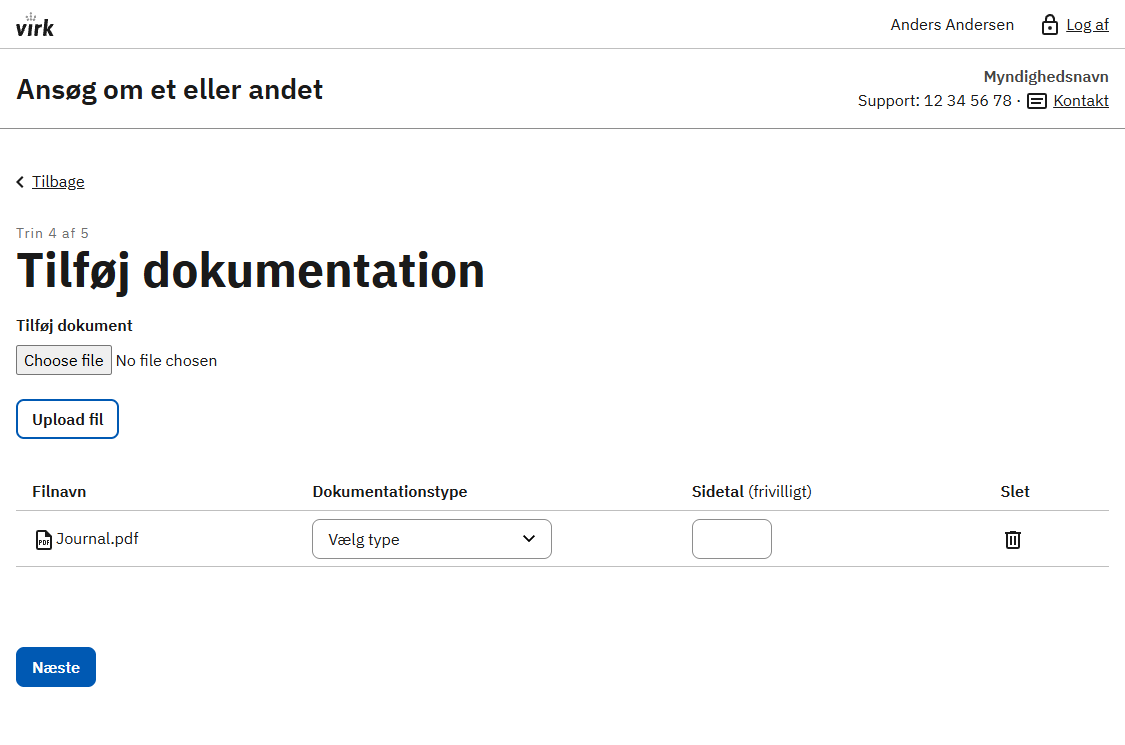 virk
Anders Andersen
Log af
Ansøg om et eller andet
Myndighedsnavn
Support: 12 34 56 78 · Kontakt
Tilbage
Trin 4 af 5
Tilføj dokumentation
Tilføj dokument
Choose file No file chosen
Upload fil
Filnavn Dokumentationstype Sidetal (frivilligt) Slet
PDF Journal.pdf Vælg type
Næste